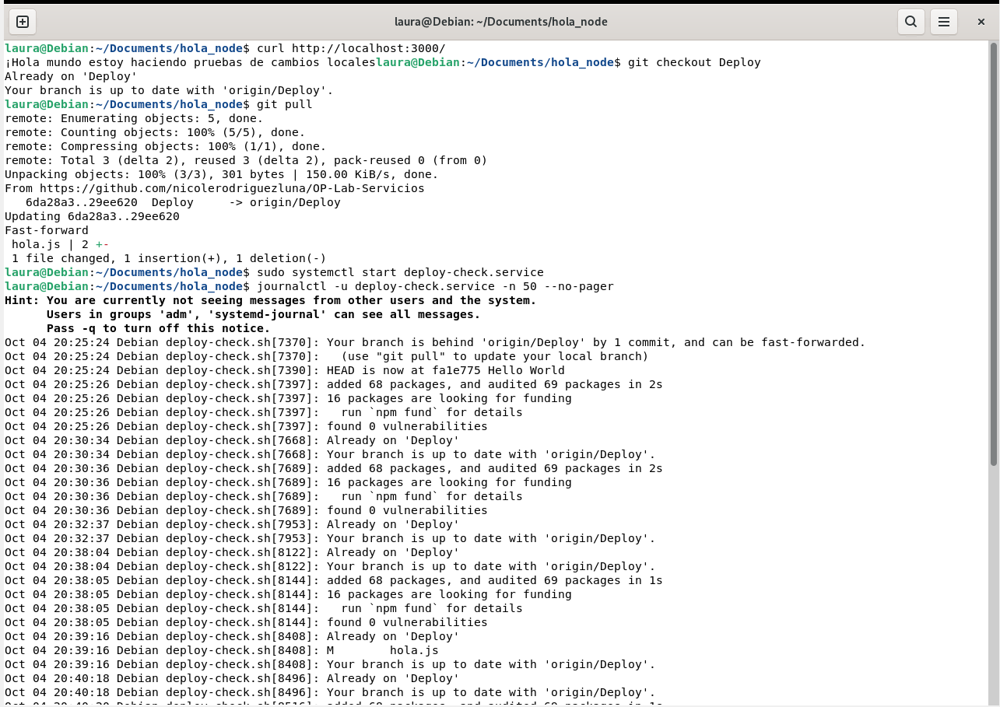 laura@Debian: ~/Documents/hola_node
laura@Debian:~/Documents/hola_node$ curl http://localhost:3000/
¡Hola mundo estoy haciendo pruebas de cambios localeslaura@Debian:~/Documents/hola_node$ git checkout Deploy
Already on 'Deploy'
Your branch is up to date with 'origin/Deploy'.
laura@Debian:~/Documents/hola_node$ git pull
remote: Enumerating objects: 5, done.
remote: Counting objects: 100% (5/5), done.
remote: Compressing objects: 100% (1/1), done.
remote: Total 3 (delta 2), reused 3 (delta 2), pack-reused 0 (from 0)
Unpacking objects: 100% (3/3), 301 bytes | 150.00 KiB/s, done.
From https://github.com/nicolerodriguezluna/OP-Lab-Servicios
   6da28a3..29ee620  Deploy     -> origin/Deploy
Updating 6da28a3..29ee620
Fast-forward
 hola.js | 2 +-
 1 file changed, 1 insertion(+), 1 deletion(-)
laura@Debian:~/Documents/hola_node$ sudo systemctl start deploy-check.service
laura@Debian:~/Documents/hola_node$ journalctl -u deploy-check.service -n 50 --no-pager
Hint: You are currently not seeing messages from other users and the system.
      Users in groups 'adm', 'systemd-journal' can see all messages.
      Pass -q to turn off this notice.
Oct 04 20:25:24 Debian deploy-check.sh[7370]: Your branch is behind 'origin/Deploy' by 1 commit, and can be fast-forwarded.
Oct 04 20:25:24 Debian deploy-check.sh[7370]:   (use "git pull" to update your local branch)
Oct 04 20:25:24 Debian deploy-check.sh[7390]: HEAD is now at fa1e775 Hello World
Oct 04 20:25:26 Debian deploy-check.sh[7397]: added 68 packages, and audited 69 packages in 2s
Oct 04 20:25:26 Debian deploy-check.sh[7397]: 16 packages are looking for funding
Oct 04 20:25:26 Debian deploy-check.sh[7397]:   run `npm fund` for details
Oct 04 20:25:26 Debian deploy-check.sh[7397]: found 0 vulnerabilities
Oct 04 20:30:34 Debian deploy-check.sh[7668]: Already on 'Deploy'
Oct 04 20:30:34 Debian deploy-check.sh[7668]: Your branch is up to date with 'origin/Deploy'.
Oct 04 20:30:36 Debian deploy-check.sh[7689]: added 68 packages, and audited 69 packages in 2s
Oct 04 20:30:36 Debian deploy-check.sh[7689]: 16 packages are looking for funding
Oct 04 20:30:36 Debian deploy-check.sh[7689]:   run `npm fund` for details
Oct 04 20:30:36 Debian deploy-check.sh[7689]: found 0 vulnerabilities
Oct 04 20:32:37 Debian deploy-check.sh[7953]: Already on 'Deploy'
Oct 04 20:32:37 Debian deploy-check.sh[7953]: Your branch is up to date with 'origin/Deploy'.
Oct 04 20:38:04 Debian deploy-check.sh[8122]: Already on 'Deploy'
Oct 04 20:38:04 Debian deploy-check.sh[8122]: Your branch is up to date with 'origin/Deploy'.
Oct 04 20:38:05 Debian deploy-check.sh[8144]: added 68 packages, and audited 69 packages in 1s
Oct 04 20:38:05 Debian deploy-check.sh[8144]: 16 packages are looking for funding
Oct 04 20:38:05 Debian deploy-check.sh[8144]:   run `npm fund` for details
Oct 04 20:38:05 Debian deploy-check.sh[8144]: found 0 vulnerabilities
Oct 04 20:39:16 Debian deploy-check.sh[8408]: Already on 'Deploy'
Oct 04 20:39:16 Debian deploy-check.sh[8408]: M        hola.js
Oct 04 20:39:16 Debian deploy-check.sh[8408]: Your branch is up to date with 'origin/Deploy'.
Oct 04 20:40:18 Debian deploy-check.sh[8496]: Already on 'Deploy'
Oct 04 20:40:18 Debian deploy-check.sh[8496]: Your branch is up to date with 'origin/Deploy'.